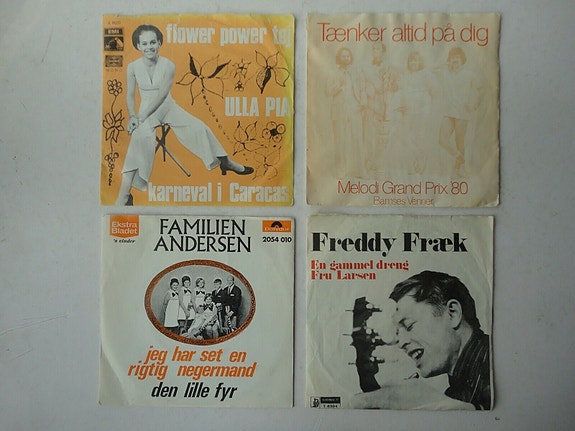 flower power tøj
ULLA PIA
karneval i Caracas
Tænker altid på dig
Melodi Grand Prix '80
Bamses Venner
Ekstra
Bladet
's vinder
FAMILIEN
ANDERSEN
Polydor
2054 010
jeg har set en
rigtig negermand
den lille fyr
Freddy Fræk
En gammel dreng
Fru Larsen